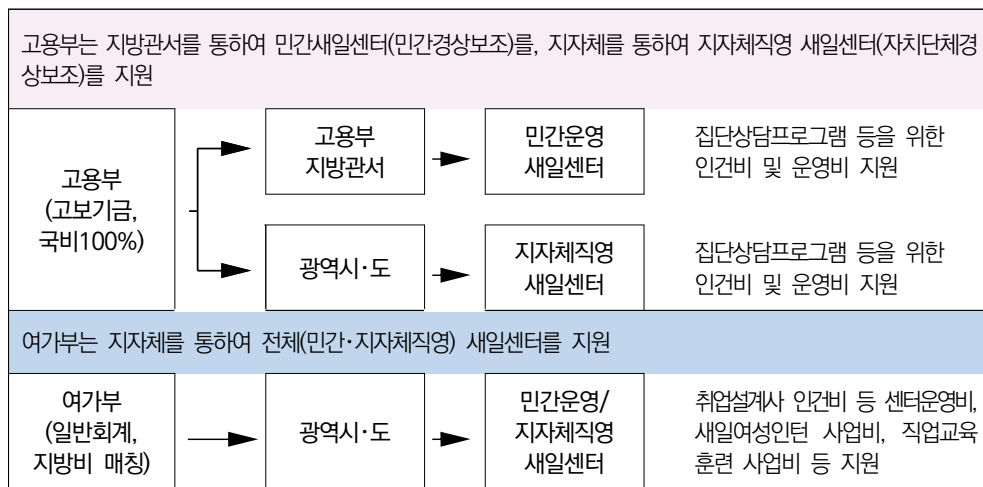 고용부는 지방관서를 통하여 민간새일센터(민간경상보조)를, 지자체를 통하여 지자체직영 새일센터(자치단체경
상보조)를 지원
고용부
(고보기금,
국비100%)
고용부
지방관서
민간운영
새일센터
집단상담프로그램 등을 위한
인건비 및 운영비 지원
광역시·도
지자체직영
새일센터
집단상담프로그램 등을 위한
인건비 및 운영비 지원
여가부는 지자체를 통하여 전체(민간·지자체직영) 새일센터를 지원
여가부
(일반회계,
지방비 매칭)
광역시·도
민간운영/
지자체직영
새일센터
취업설계사 인건비 등 센터운영비,
새일여성인턴 사업비, 직업교육
훈련 사업비 등 지원